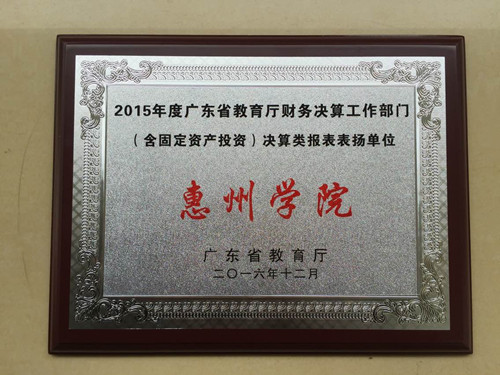 2015年度广东省教育厅财务决算工作部门
（含固定资产投资）决算类报表表扬单位
惠州学院
广东省教育厅
二〇一六年十二月